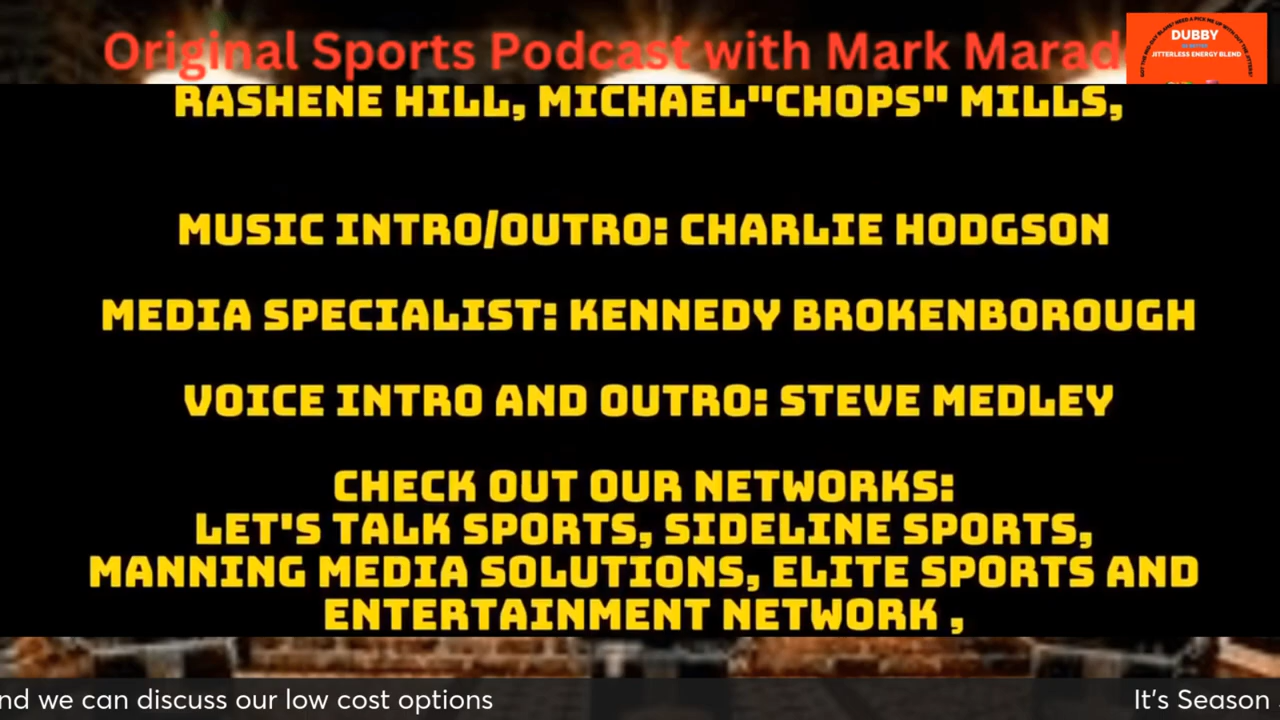 Original Sports Podcast with Mark Marad
DUBBY
JITTERLESS ENERGY BLEND
RASHENE HILL, MICHAEL"CHOPS" MILLS,
MUSIC INTRO/OUTRO: CHARLIE HODGSON
MEDIA SPECIALIST: KENNEDY BROKENBOROUGH
VOICE INTRO AND OUTRO: STEVE MEDLEY
CHECK OUT OUR NETWORKS:
LET'S TALK SPORTS, SIDELINE SPORTS,
MANNING MEDIA SOLUTIONS, ELITE SPORTS AND
ENTERTAINMENT NETWORK ,
nd we can discuss our low cost options
It's Season